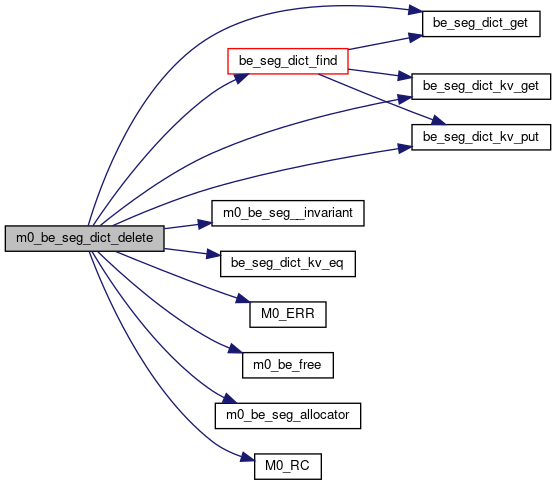 be_seg_dict_get
be_seg_dict_find
be_seg_dict_kv_get
be_seg_dict_kv_put
m0_be_seg__invariant
m0_be_seg_dict_delete
be_seg_dict_kv_eq
M0_ERR
m0_be_free
m0_be_seg_allocator
M0_RC